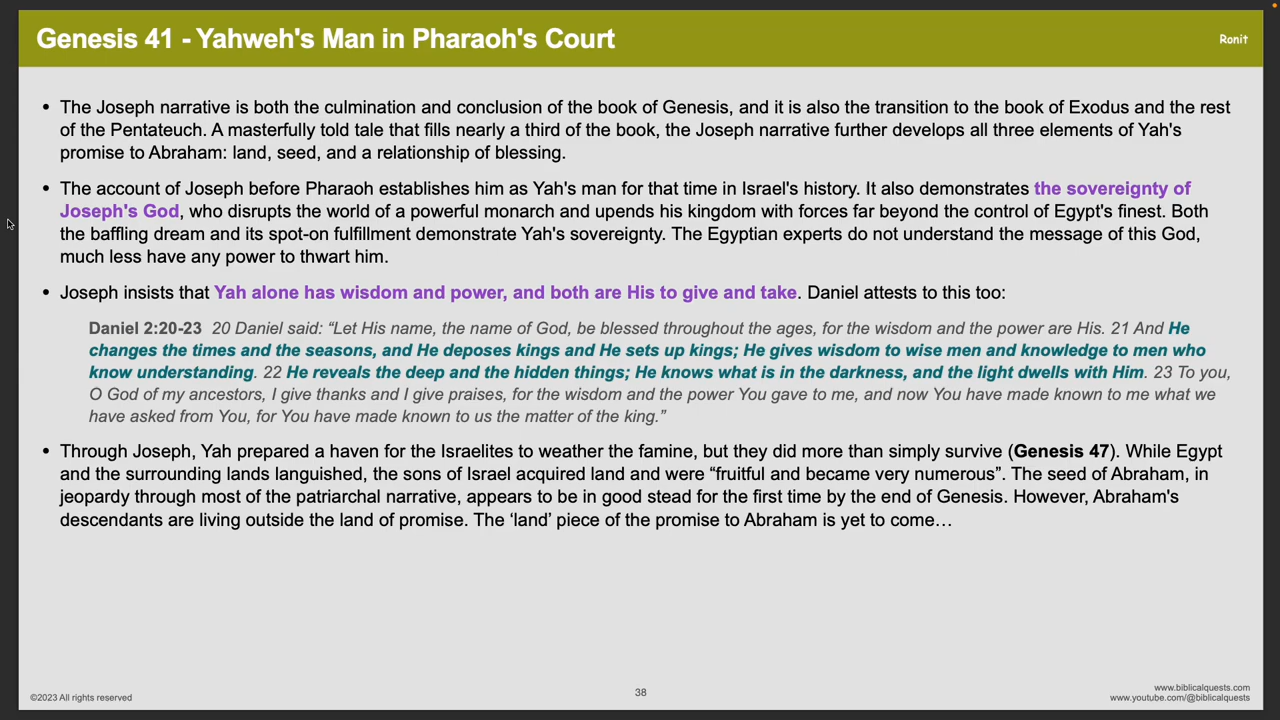 Genesis 41 - Yahweh's Man in Pharaoh's Court
Ronit
• The Joseph narrative is both the culmination and conclusion of the book of Genesis, and it is also the transition to the book of Exodus and the rest
of the Pentateuch. A masterfully told tale that fills nearly a third of the book, the Joseph narrative further develops all three elements of Yah's
promise to Abraham: land, seed, and a relationship of blessing.
• The account of Joseph before Pharaoh establishes him as Yah's man for that time in Israel's history. It also demonstrates the sovereignty of
Joseph's God, who disrupts the world of a powerful monarch and upends his kingdom with forces far beyond the control of Egypt's finest. Both
the baffling dream and its spot-on fulfillment demonstrate Yah's sovereignty. The Egyptian experts do not understand the message of this God,
much less have any power to thwart him.
• Joseph insists that Yah alone has wisdom and power, and both are His to give and take. Daniel attests to this too:
Daniel 2:20-23 20 Daniel said: “Let His name, the name of God, be blessed throughout the ages, for the wisdom and the power are His. 21 And He
changes the times and the seasons, and He deposes kings and He sets up kings; He gives wisdom to wise men and knowledge to men who
know understanding. 22 He reveals the deep and the hidden things; He knows what is in the darkness, and the light dwells with Him. 23 To you,
O God of my ancestors, I give thanks and I give praises, for the wisdom and the power You gave to me, and now You have made known to me what we
have asked from You, for You have made known to us the matter of the king.”
• Through Joseph, Yah prepared a haven for the Israelites to weather the famine, but they did more than simply survive (Genesis 47). While Egypt
and the surrounding lands languished, the sons of Israel acquired land and were “fruitful and became very numerous”. The seed of Abraham, in
jeopardy through most of the patriarchal narrative, appears to be in good stead for the first time by the end of Genesis. However, Abraham's
descendants are living outside the land of promise. The ‘land’ piece of the promise to Abraham is yet to come…
©2023 All rights reserved
38
www.biblicalquests.com
www.youtube.com/@biblicalquests